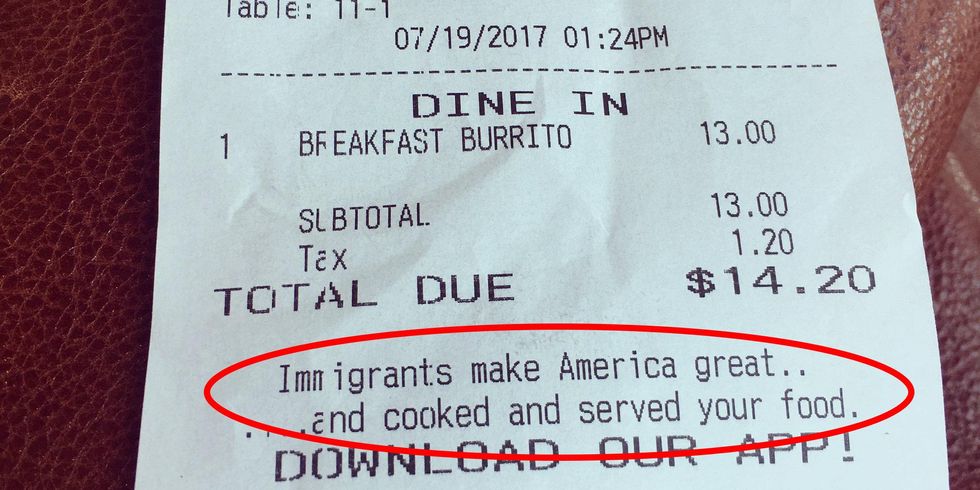 Table: 11-1
07/19/2017 01:24PM
DINE IN
1 BREAKFAST BURRITO 13.00
SUBTOTAL 13.00
Tax 1.20
TOTAL DUE $14.20
Immigrants make America great..
....and cooked and served your food.
DOWNLOAD OUR APP!